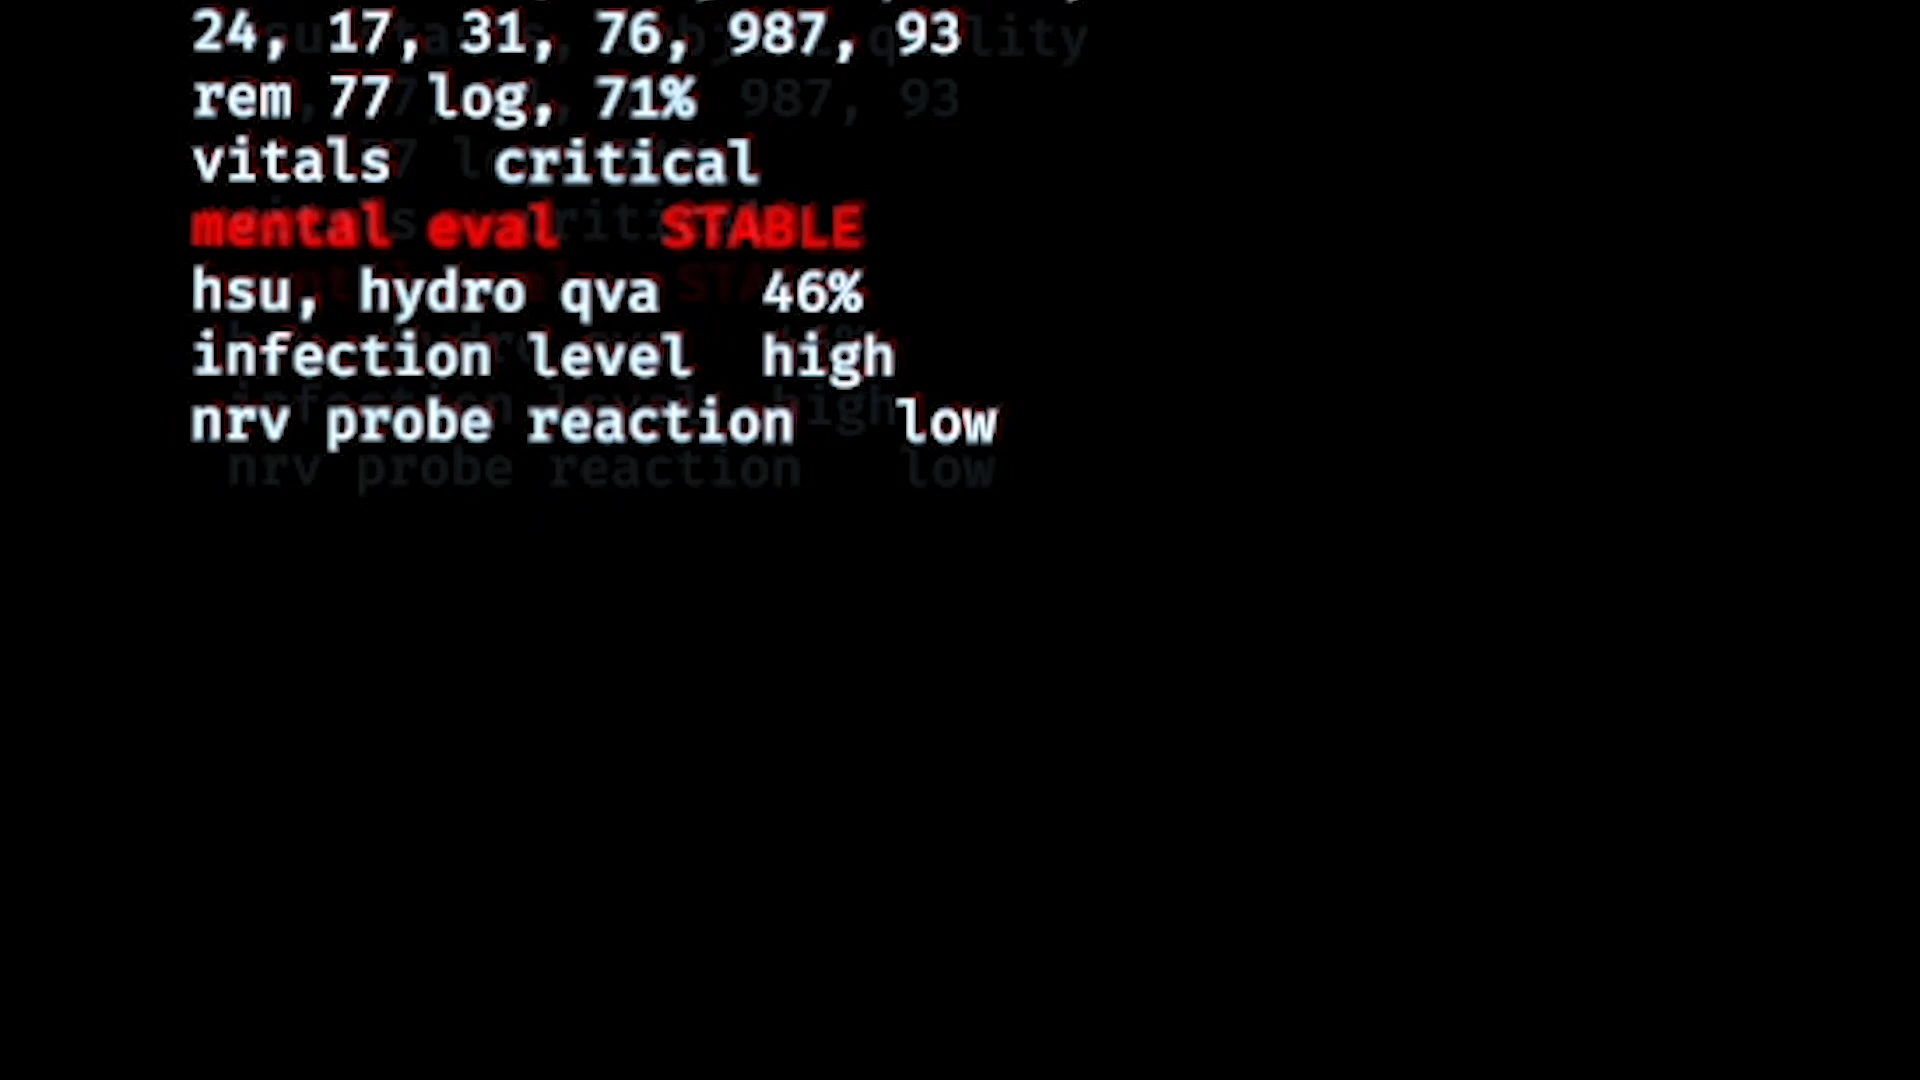 24, 17, 31, 76, 987, 93
rem 77 log, 71%
vitals critical
mental eval STABLE
hsu, hydro qva 46%
infection level high
nrv probe reaction low